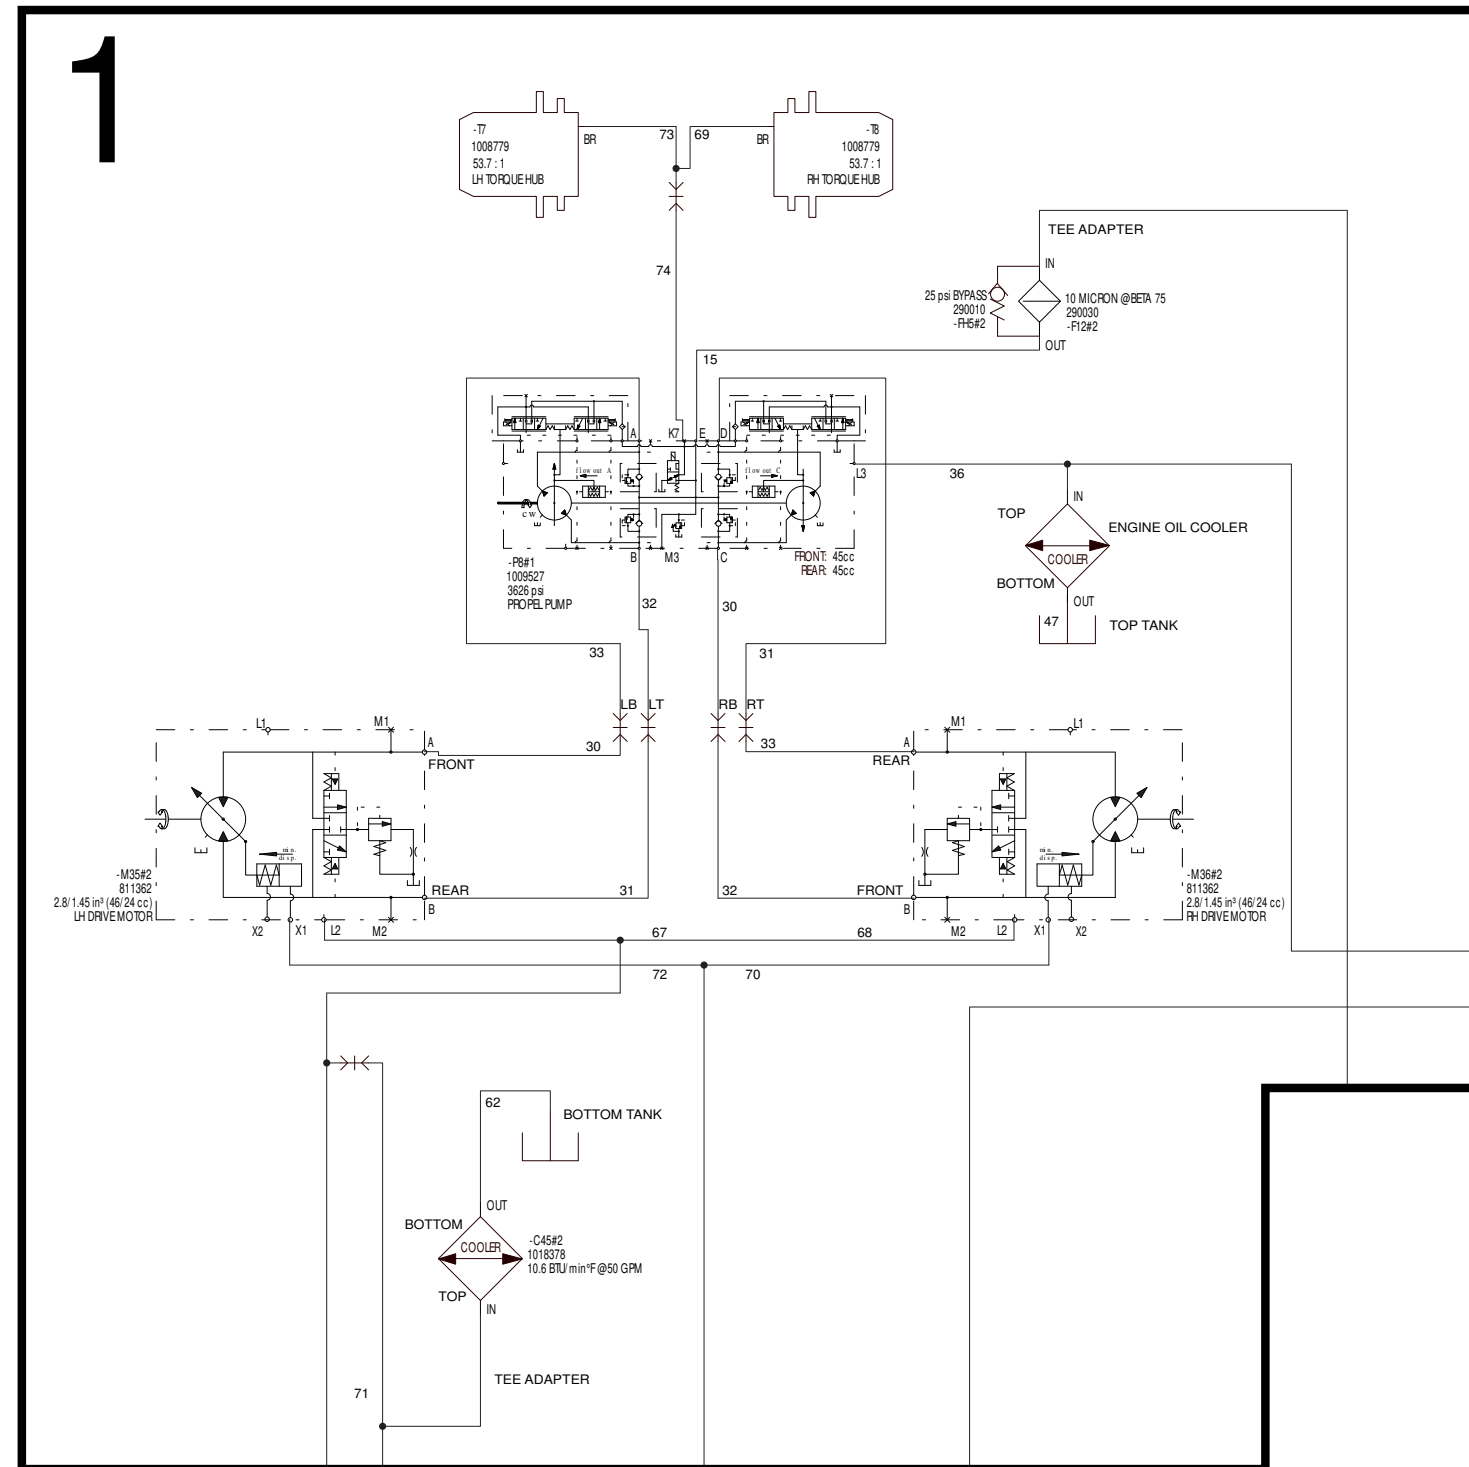 1
-T7
1008779
53.7 : 1
LH TORQUE HUB
BR
73
69
BR
-T8
1008779
53.7 : 1
RH TORQUE HUB
74
TEE ADAPTER
IN
25 psi BYPASS
290010
-FH5#2
10 MICRON @BETA 75
290030
-F12#2
OUT
15
A
K7
E
D
L3
36
flow out A
flow out C
cw
B
M3
C
FRONT: 45cc
REAR: 45cc
-P8#1
1009527
3626 psi
PROPEL PUMP
IN
TOP
ENGINE OIL COOLER
COOLER
BOTTOM
OUT
47
TOP TANK
32
30
33
31
LB
LT
RB
RT
L1
M1
A
FRONT
30
33
A
REAR
M1
L1
min.
disp.
min.
disp.
-M35#2
811362
2.8/1.45 in³ (46/24 cc)
LH DRIVE MOTOR
REAR
B
31
32
FRONT
B
-M36#2
811362
2.8/1.45 in³ (46/24 cc)
RH DRIVE MOTOR
X2
X1
L2
M2
67
68
M2
L2
X1
X2
72
70
62
BOTTOM TANK
OUT
BOTTOM
COOLER
-C45#2
1018378
10.6 BTU/min°F @50 GPM
TOP
IN
TEE ADAPTER
71